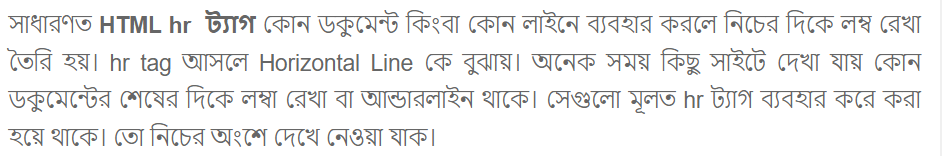 সাধারণত HTML hr ট্যাগ কোন ডকুমেন্ট কিংবা কোন লাইনে ব্যবহার করলে নিচের দিকে লম্ব রেখা
তৈরি হয়। hr tag আসলে Horizontal Line কে বুঝায়। অনেক সময় কিছু সাইটে দেখা যায় কোন
ডকুমেন্টের শেষের দিকে লম্বা রেখা বা আন্ডারলাইন থাকে। সেগুলো মূলত hr ট্যাগ ব্যবহার করে করা
হয়ে থাকে। তো নিচের অংশে দেখে নেওয়া যাক।